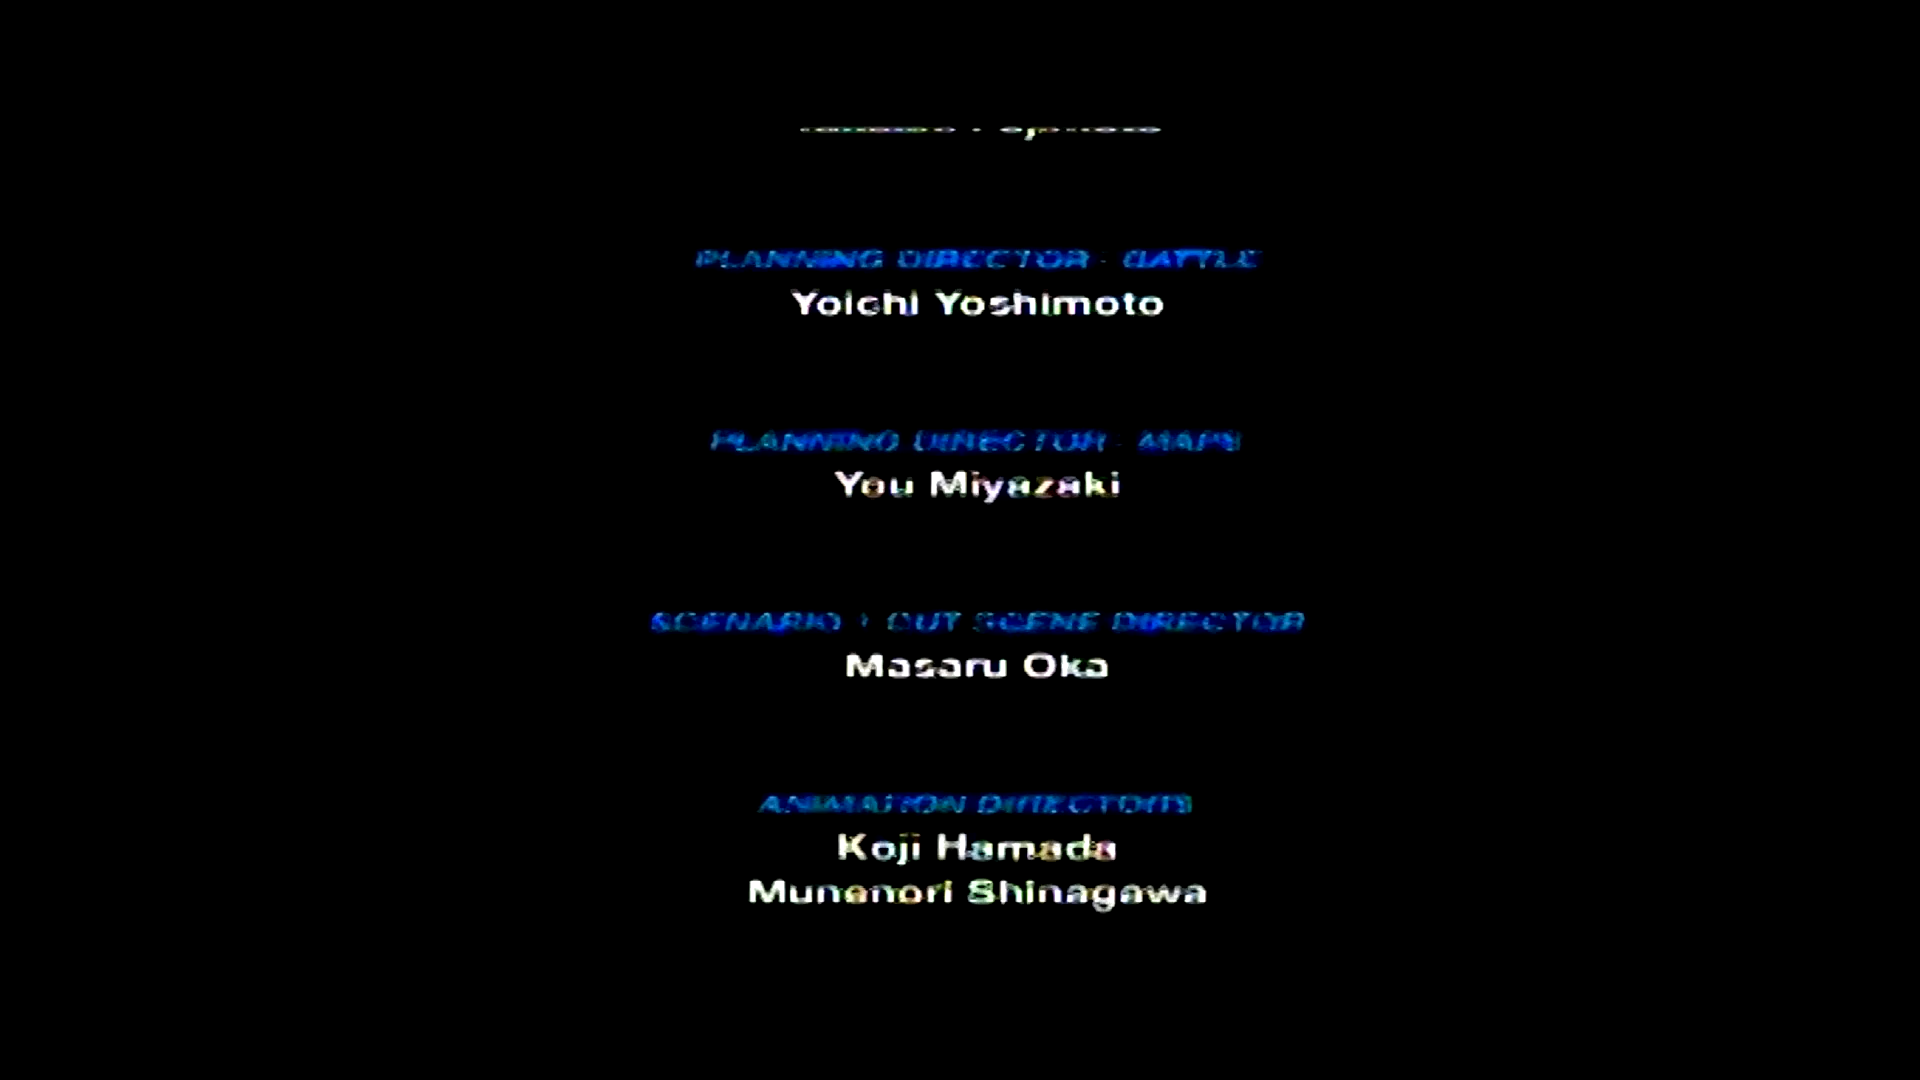 PLANNING DIRECTOR - BATTLE
Yoichi Yoshimoto
PLANNING DIRECTOR - MAPS
You Miyazaki
SCENARIO / CUT SCENE DIRECTOR
Masaru Oka
ANIMATION DIRECTORS
Koji Hamada
Munenori Shinagawa